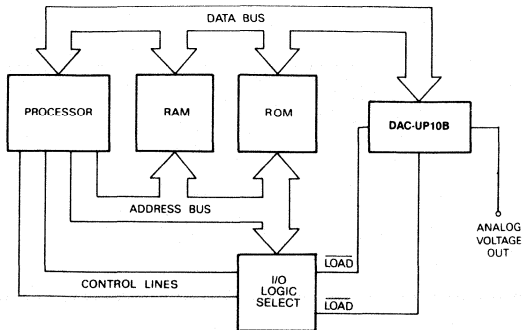 DATA BUS
PROCESSOR
RAM
ROM
DAC-UP10B
ADDRESS BUS
ANALOG
VOLTAGE
OUT
CONTROL LINES
I/O
LOGIC
SELECT
LOAD
LOAD